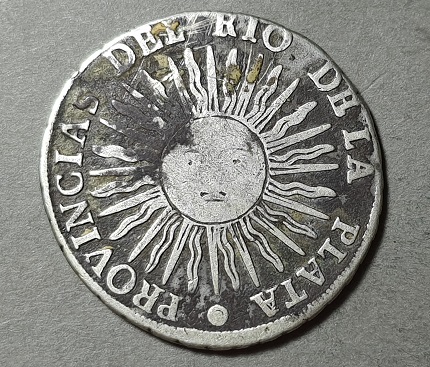 PROVINCIAS DEL RIO DE LA PLATA